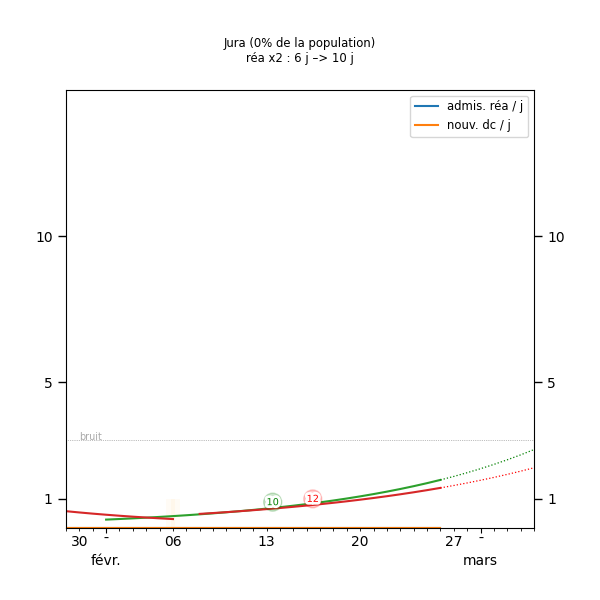 Jura (0% de la population)
réa x2 : 6 j –> 10 j
admis. réa / j
nouv. dc / j
10
10
5
5
bruit
10
12
1
1
30
06
13
20
27
févr.
mars